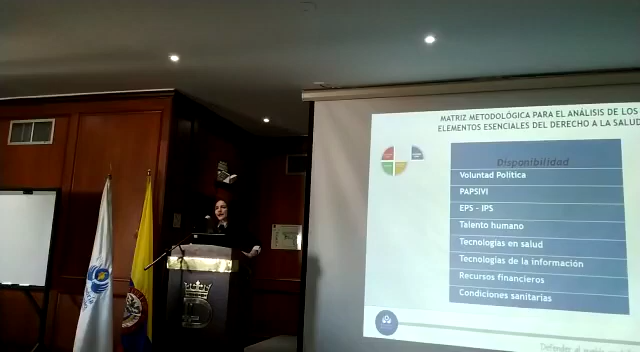 MATRIZ METODOLÓGICA PARA EL ANÁLISIS DE LOS
ELEMENTOS ESENCIALES DEL DERECHO A LA SALUD
Disponibilidad
Voluntad Política
PAPSIVI
EPS - IPS
Talento humano
Tecnologías en salud
Tecnologías de la información
Recursos financieros
Condiciones sanitarias